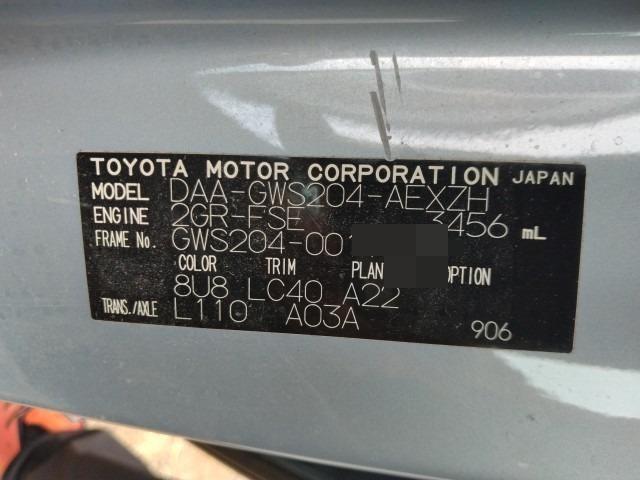 TOYOTA MOTOR CORPORATION JAPAN
MODEL DAA-GWS204-AEXZH
ENGINE 2GR-FSE 3456 mL
FRAME No. GWS204-00
COLOR TRIM PLAN OPTION
8U8 LC40 A22
TRANS./AXLE L110 A03A
906